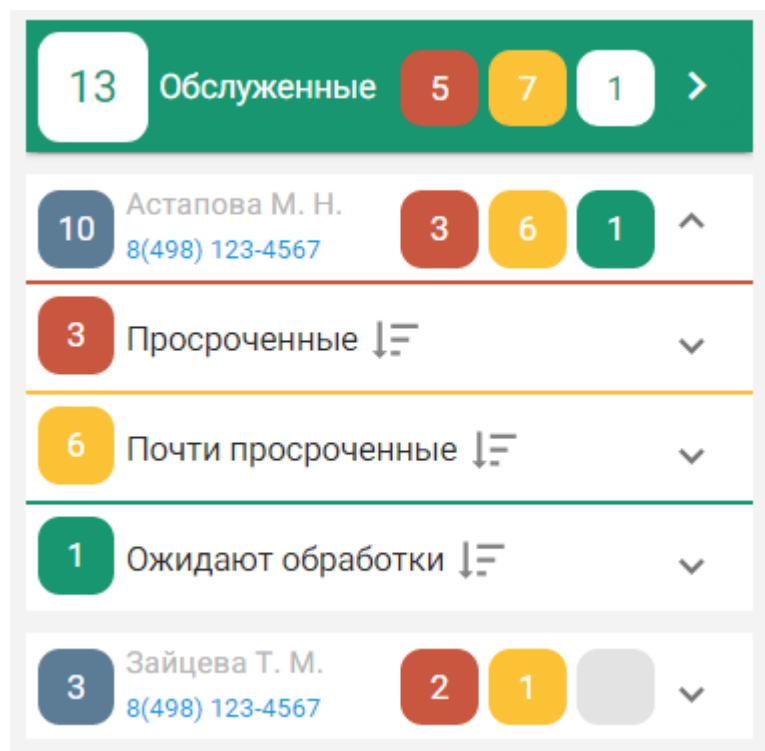 13 Обслуженные 5 7 1
10 Астапова М. Н. 3 6 1
8(498) 123-4567
3 Просроченные
6 Почти просроченные
1 Ожидают обработки
3 Зайцева Т. М. 2 1
8(498) 123-4567